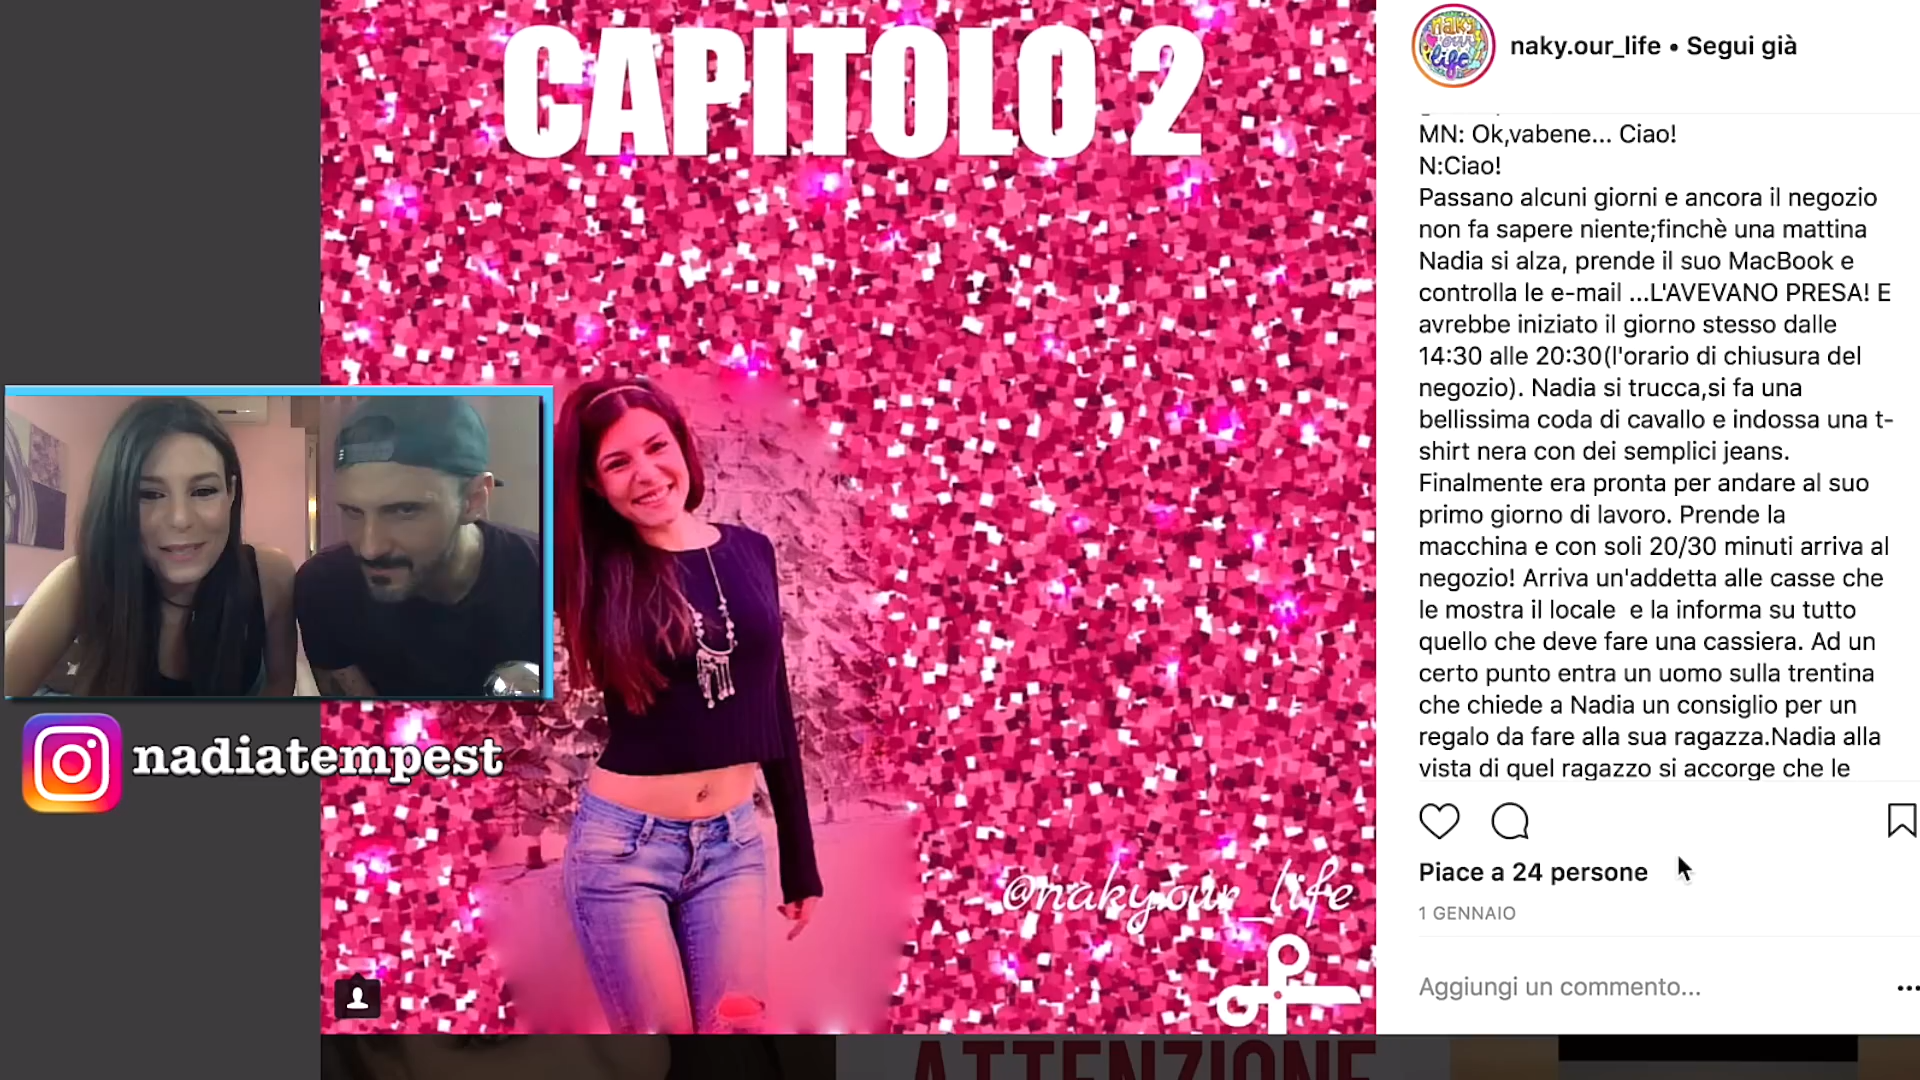 CAPITOLO 2
naky.our_life • Segui già
MN: Ok,vabene... Ciao!
N:Ciao!
Passano alcuni giorni e ancora il negozio
non fa sapere niente;finchè una mattina
Nadia si alza, prende il suo MacBook e
controlla le e-mail ...L'AVEVANO PRESA! E
avrebbe iniziato il giorno stesso dalle
14:30 alle 20:30(l'orario di chiusura del
negozio). Nadia si trucca,si fa una
bellissima coda di cavallo e indossa una t-
shirt nera con dei semplici jeans.
Finalmente era pronta per andare al suo
primo giorno di lavoro. Prende la
macchina e con soli 20/30 minuti arriva al
negozio! Arriva un'addetta alle casse che
le mostra il locale e la informa su tutto
quello che deve fare una cassiera. Ad un
certo punto entra un uomo sulla trentina
che chiede a Nadia un consiglio per un
regalo da fare alla sua ragazza.Nadia alla
vista di quel ragazzo si accorge che le
Piace a 24 persone
1 GENNAIO
Aggiungi un commento...
nadiatempest
@nakyour_life
ATTENZIONE